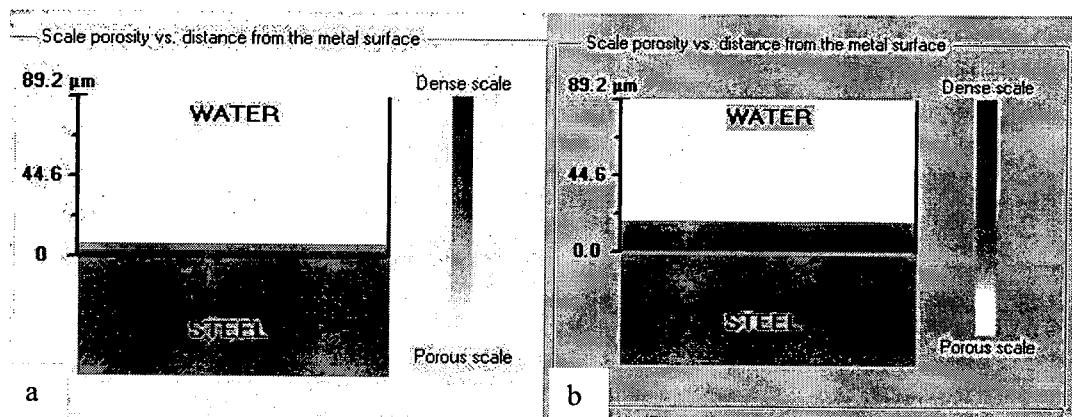 Scale porosity vs. distance from the metal surface
89.2 µm
Dense scale
WATER
44.6
0
STEEL
Porous scale
a
Scale porosity vs. distance from the metal surface
89.2 µm
Dense scale
WATER
44.6
0.0
STEEL
Porous scale
b